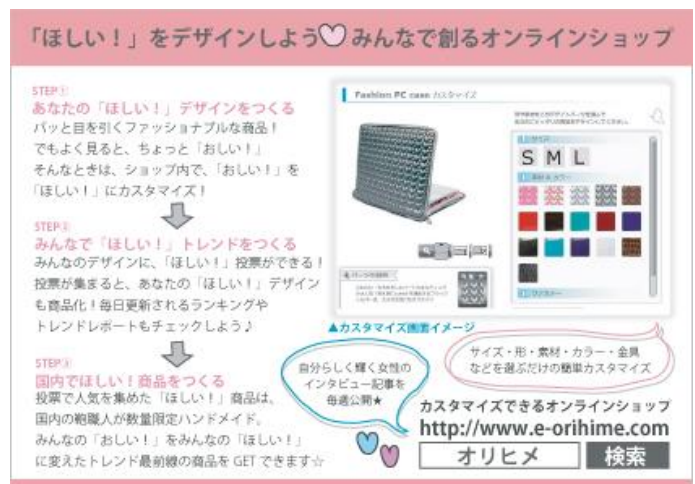 「ほしい！」をデザインしよう みんなで創るオンラインショップ
STEP①
あなたの「ほしい！」デザインをつくる
パッと目を引くファッショナブルな商品！
でもよく見ると、ちょっと「おしい！」
そんなときは、ショップ内で、「おしい！」を
「ほしい！」にカスタマイズ！
STEP②
みんなで「ほしい！」トレンドをつくる
みんなのデザインに、「ほしい！」投票ができる！
投票が集まると、あなたの「ほしい！」デザイン
も商品化！毎日更新されるランキングや
トレンドレポートもチェックしよう♪
STEP③
国内でほしい！商品をつくる
投票で人気を集めた「ほしい！」商品は、
国内の鞄職人が数量限定ハンドメイド。
みんなの「おしい！」をみんなの「ほしい！」
に変えたトレンド最前線の商品を GET できます☆
Fashion PC case カスタマイズ
S M L
▲カスタマイズ画面イメージ
自分らしく輝く女性の
インタビュー記事を
毎週公開★
サイズ・形・素材・カラー・金具
などを選ぶだけの簡単カスタマイズ
カスタマイズできるオンラインショップ
http://www.e-orihime.com
オリヒメ 検索